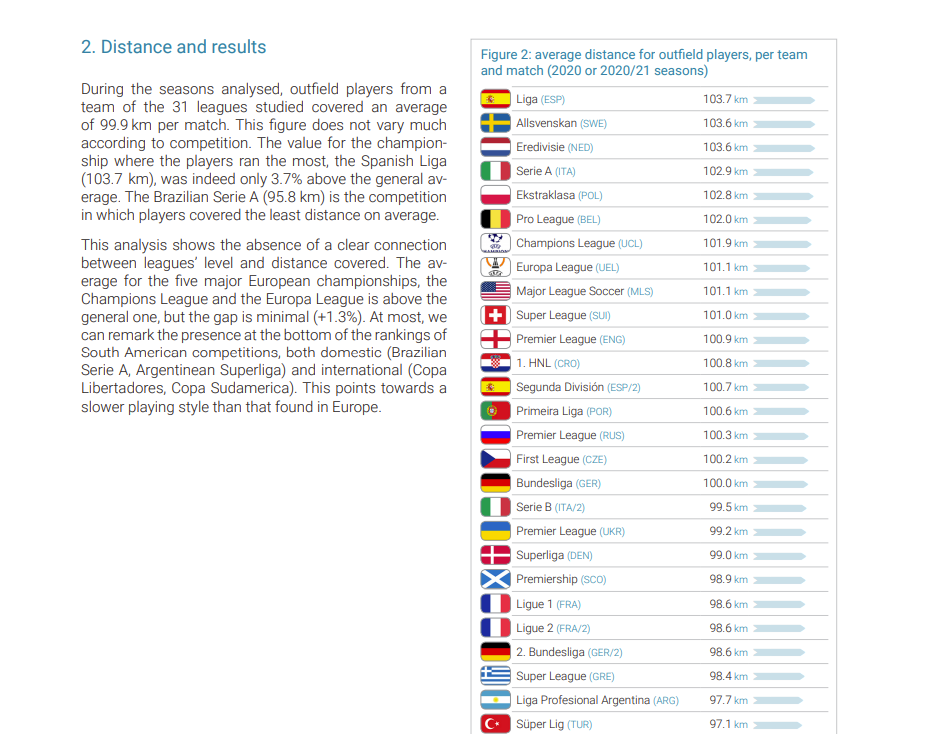 2. Distance and results
During the seasons analysed, outfield players from a
team of the 31 leagues studied covered an average
of 99.9 km per match. This figure does not vary much
according to competition. The value for the champion-
ship where the players ran the most, the Spanish Liga
(103.7 km), was indeed only 3.7% above the general av-
erage. The Brazilian Serie A (95.8 km) is the competition
in which players covered the least distance on average.
This analysis shows the absence of a clear connection
between leagues' level and distance covered. The av-
erage for the five major European championships, the
Champions League and the Europa League is above the
general one, but the gap is minimal (+1.3%). At most, we
can remark the presence at the bottom of the rankings of
South American competitions, both domestic (Brazilian
Serie A, Argentinean Superliga) and international (Copa
Libertadores, Copa Sudamerica). This points towards a
slower playing style than that found in Europe.
Figure 2: average distance for outfield players, per team
and match (2020 or 2020/21 seasons)
Liga (ESP) 103.7 km
Allsvenskan (SWE) 103.6 km
Eredivisie (NED) 103.6 km
Serie A (ITA) 102.9 km
Ekstraklasa (POL) 102.8 km
Pro League (BEL) 102.0 km
Champions League (UCL) 101.9 km
Europa League (UEL) 101.1 km
Major League Soccer (MLS) 101.1 km
Super League (SUI) 101.0 km
Premier League (ENG) 100.9 km
1. HNL (CRO) 100.8 km
Segunda División (ESP/2) 100.7 km
Primeira Liga (POR) 100.6 km
Premier League (RUS) 100.3 km
First League (CZE) 100.2 km
Bundesliga (GER) 100.0 km
Serie B (ITA/2) 99.5 km
Premier League (UKR) 99.2 km
Superliga (DEN) 99.0 km
Premiership (SCO) 98.9 km
Ligue 1 (FRA) 98.6 km
Ligue 2 (FRA/2) 98.6 km
2. Bundesliga (GER/2) 98.6 km
Super League (GRE) 98.4 km
Liga Profesional Argentina (ARG) 97.7 km
Süper Lig (TUR) 97.1 km